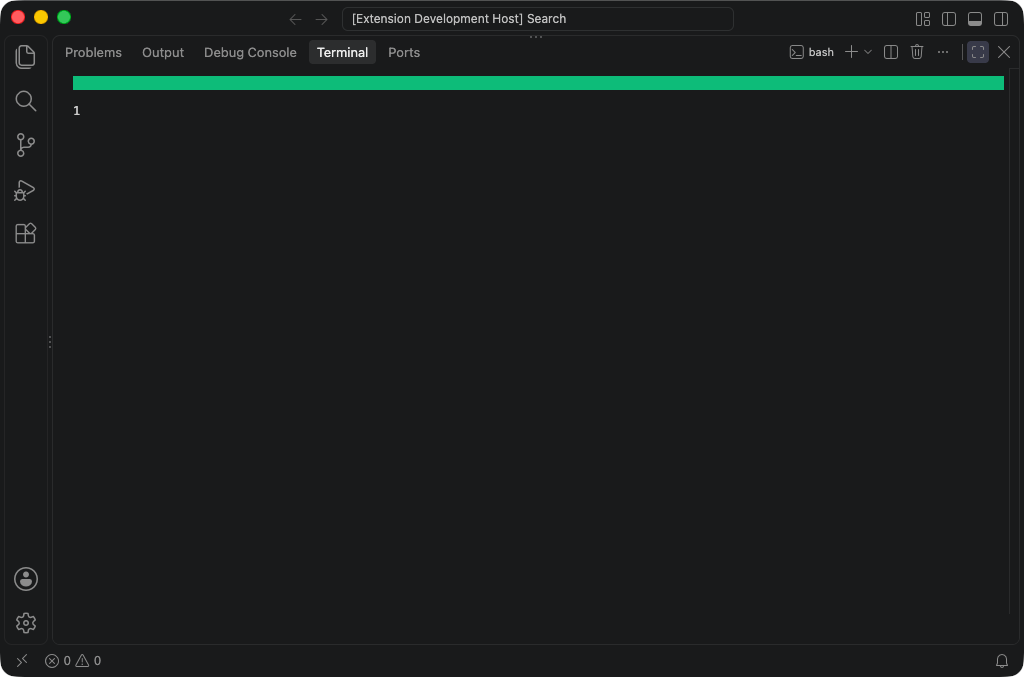 [Extension Development Host] Search
Problems Output Debug Console Terminal Ports bash
1
0 0